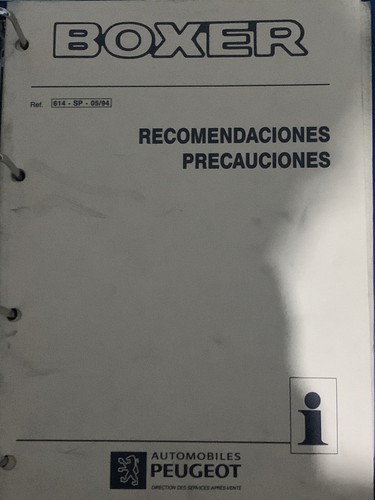 BOXER
Ref. 614 - SP - 05/94
RECOMENDACIONES
PRECAUCIONES
i
AUTOMOBILES
PEUGEOT
DIRECTION DES SERVICES APRES-VENTE